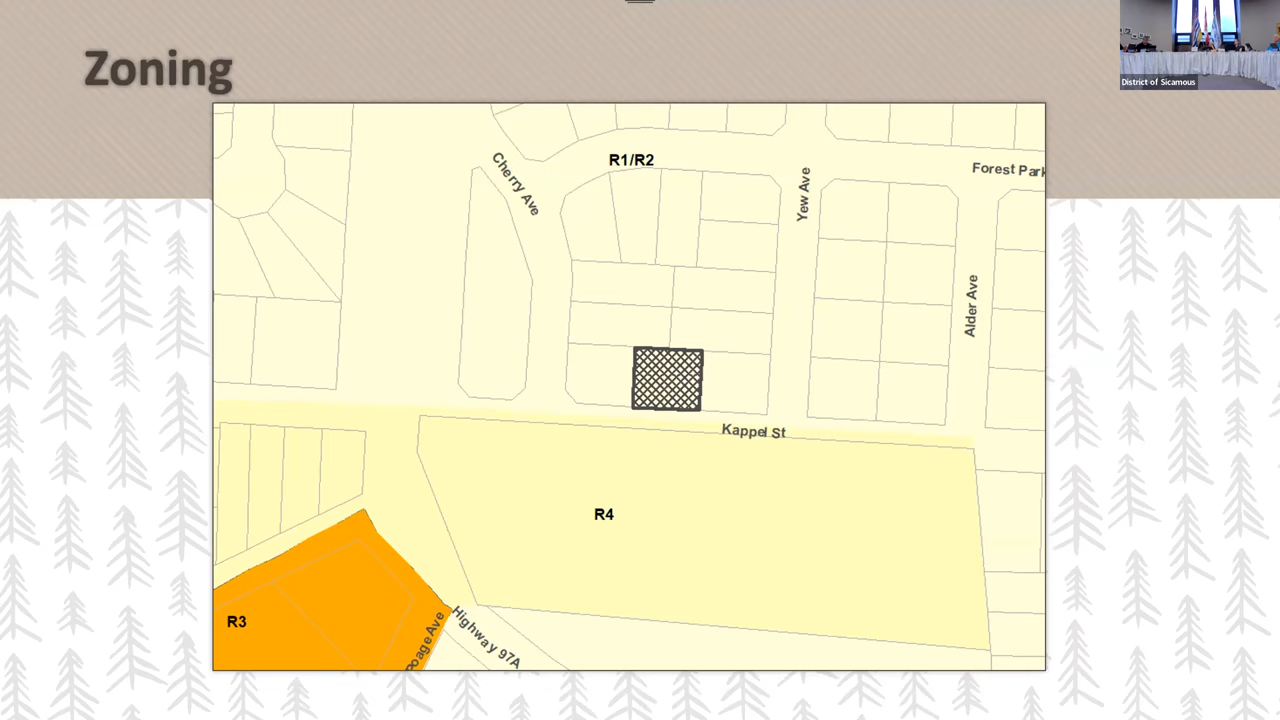 Zoning
District of Sicamous
R1/R2
Cherry Ave
Yew Ave
Forest Park
Alder Ave
Kappel St
R4
R3
Highway 97A
Ave